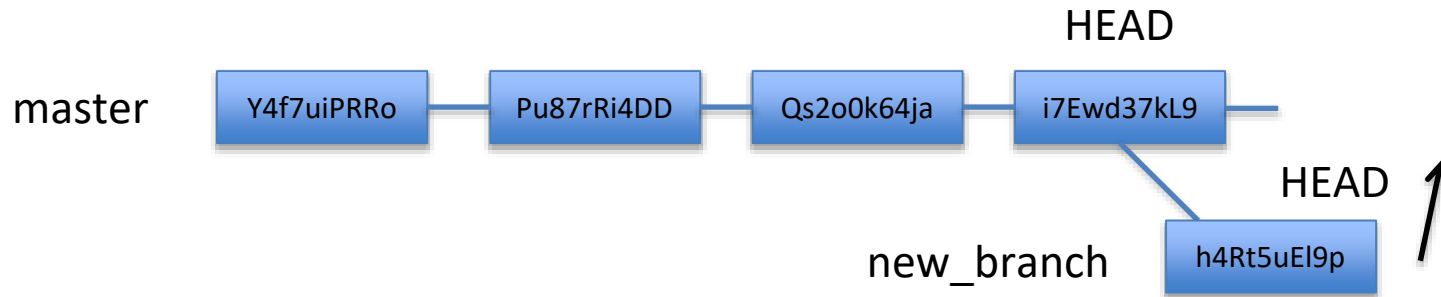 HEAD
master Y4f7uiPRRo Pu87rRi4DD Qs2o0k64ja i7Ewd37kL9
HEAD
new_branch h4Rt5uEl9p